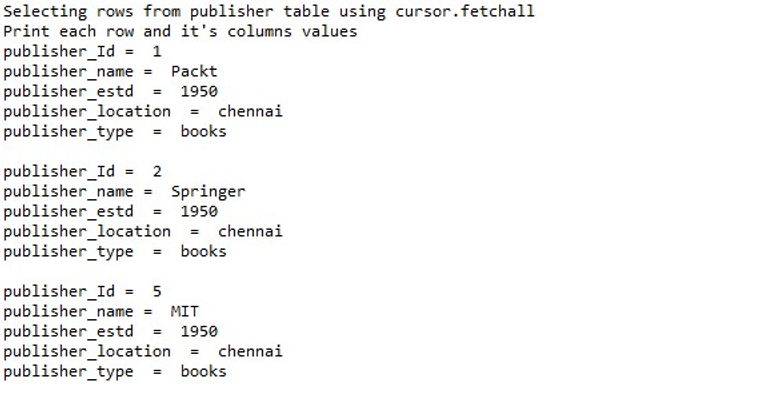 Selecting rows from publisher table using cursor.fetchall
Print each row and it's columns values
publisher_Id =  1
publisher_name =  Packt
publisher_estd  =  1950
publisher_location  =  chennai
publisher_type  =  books

publisher_Id =  2
publisher_name =  Springer
publisher_estd  =  1950
publisher_location  =  chennai
publisher_type  =  books

publisher_Id =  5
publisher_name =  MIT
publisher_estd  =  1950
publisher_location  =  chennai
publisher_type  =  books